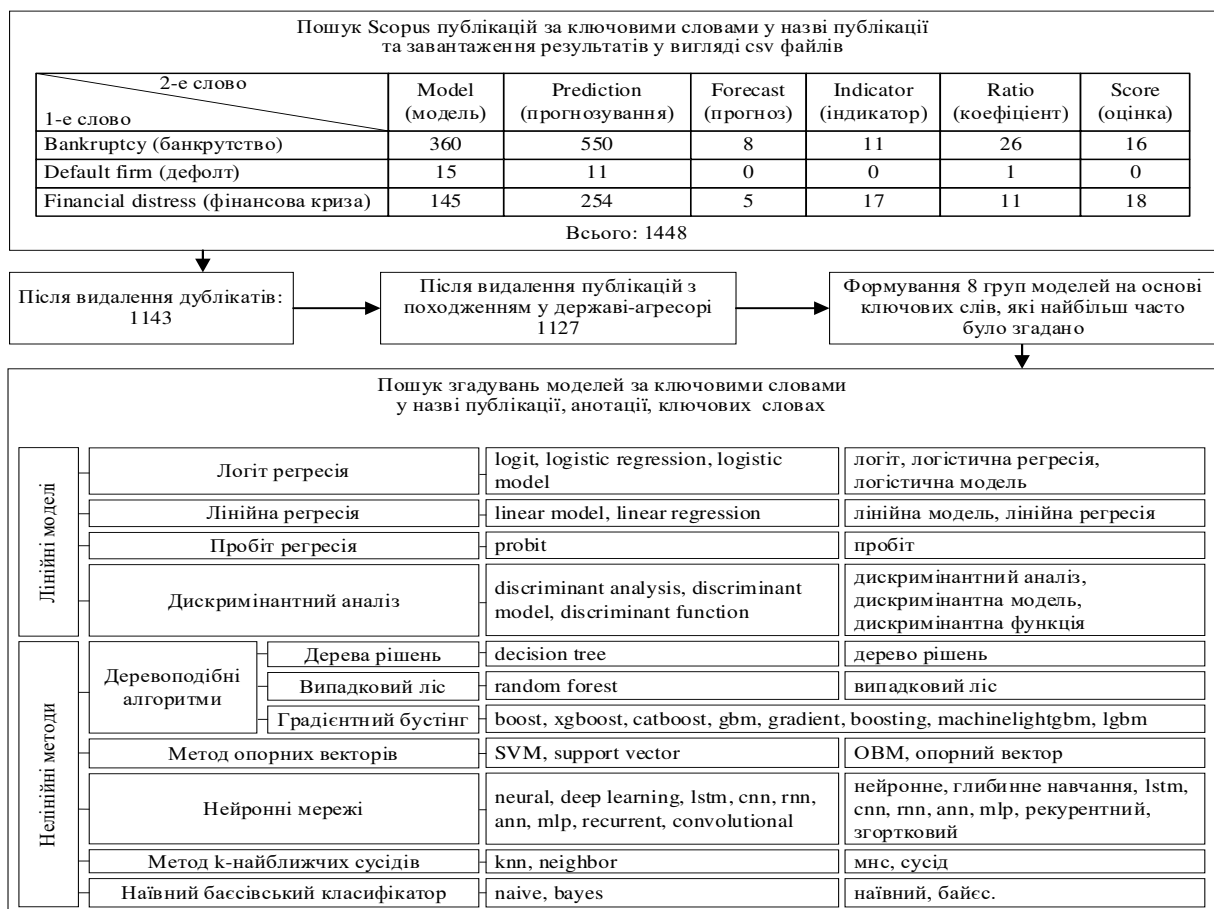 Пошук Scopus публікацій за ключовими словами у назві публікації
та завантаження результатів у вигляді csv файлів
2-е слово
1-е слово
Model
(модель)
Prediction
(прогнозування)
Forecast
(прогноз)
Indicator
(індикатор)
Ratio
(коефіцієнт)
Score
(оцінка)
Bankruptcy (банкрутство) 360 550 8 11 26 16
Default firm (дефолт) 15 11 0 0 1 0
Financial distress (фінансова криза) 145 254 5 17 11 18
Всього: 1448
Після видалення дублікатів:
1143
Після видалення публікацій з
походженням у державі-агресорі
1127
Формування 8 груп моделей на основі
ключових слів, які найбільш часто
було згадано
Пошук згадувань моделей за ключовими словами
у назві публікації, анотації, ключових словах
Лінійні моделі
Логіт регресія
logit, logistic regression, logistic
model
логіт, логістична регресія,
логістична модель
Лінійна регресія
linear model, linear regression
лінійна модель, лінійна регресія
Пробіт регресія
probit
пробіт
Дискримінантний аналіз
discriminant analysis, discriminant
model, discriminant function
дискримінантний аналіз,
дискримінантна модель,
дискримінантна функція
Нелінійні методи
Деревоподібні
алгоритми
Дерева рішень
decision tree
дерево рішень
Випадковий ліс
random forest
випадковий ліс
Градієнтний бустінг
boost, xgboost, catboost, gbm, gradient, boosting, machinelightgbm, lgbm
Метод опорних векторів
SVM, support vector
ОВМ, опорний вектор
Нейронні мережі
neural, deep learning, lstm, cnn, rnn,
ann, mlp, recurrent, convolutional
нейронне, глибинне навчання, lstm,
cnn, rnn, ann, mlp, рекурентний,
згортковий
Метод k-найближчих сусідів
knn, neighbor
мнс, сусід
Наївний баєсівський класифікатор
naive, bayes
наївний, байєс.